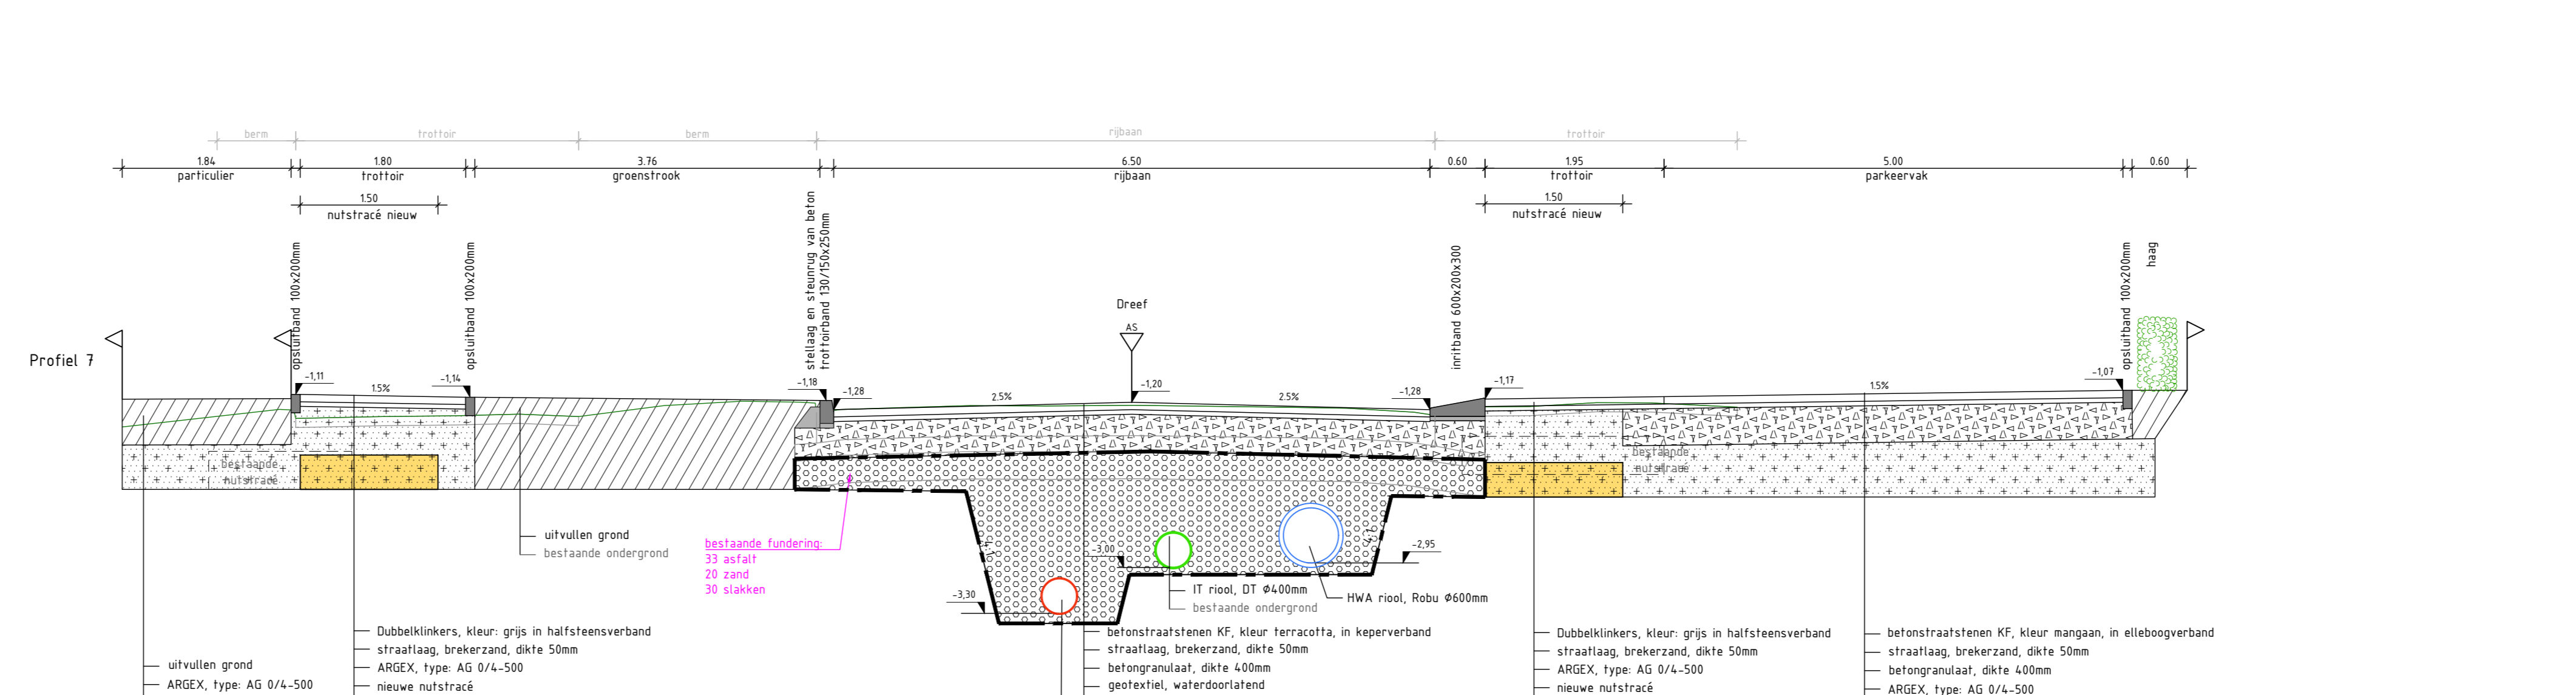 berm
trottoir
berm
rijbaan
trottoir
1.84
1.80
3.76
6.50
0.60
1.95
5.00
0.60
particulier
trottoir
groenstrook
rijbaan
trottoir
parkeervak
1.50
nutstracé nieuw
1.50
nutstracé nieuw
opsluitband 100x200mm
opsluitband 100x200mm
stellaag en steunrug van beton
trottoirband 130/150x250mm
Dreef
AS
inritband 600x200x300
opsluitband 100x200mm
haag
Profiel 7
-1,11
1.5%
-1,14
-1,18
-1,28
2.5%
-1,20
2.5%
-1,28
-1,17
1.5%
-1,07
bestaande
nutstracé
bestaande
nutstracé
uitvullen grond
bestaande ondergrond
bestaande fundering:
33 asfalt
20 zand
30 slakken
4:1
4:1
-3,00
-2,95
-3,30
IT riool, DT Ø400mm
bestaande ondergrond
HWA riool, Robu Ø600mm
uitvullen grond
ARGEX, type: AG 0/4-500
Dubbelklinkers, kleur: grijs in halfsteensverband
straatlaag, brekerzand, dikte 50mm
ARGEX, type: AG 0/4-500
nieuwe nutstracé
betonstraatstenen KF, kleur terracotta, in keperverband
straatlaag, brekerzand, dikte 50mm
betongranulaat, dikte 400mm
geotextiel, waterdoorlatend
Dubbelklinkers, kleur: grijs in halfsteensverband
straatlaag, brekerzand, dikte 50mm
ARGEX, type: AG 0/4-500
nieuwe nutstracé
betonstraatstenen KF, kleur mangaan, in elleboogverband
straatlaag, brekerzand, dikte 50mm
betongranulaat, dikte 400mm
ARGEX, type: AG 0/4-500